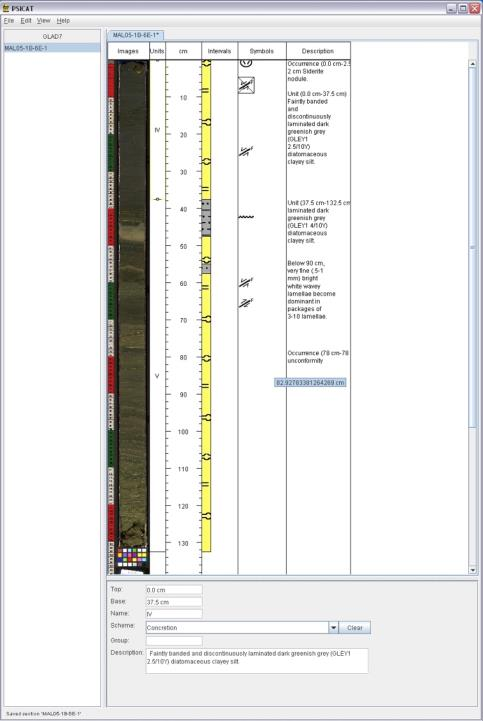 PSICAT
File Edit View Help
GLAD7
MAL05-1B-6E-1
MAL05-1B-6E-1*
Images Units cm Intervals Symbols Description
Occurrence (0.0 cm-2.5
2 cm Siderite
nodule.
Unit (0.0 cm-37.5 cm)
Faintly banded
and
discontinuously
laminated dark
greenish grey
(GLEY1
2.5/10Y)
diatomaceous
clayey silt.
10
IV
20
30
Unit (37.5 cm-132.5 cm
laminated dark
greenish grey
(GLEY1 4/10Y)
diatomaceous
clayey silt.
40
50
Below 90 cm,
very fine (.5-1
mm) bright
white wavey
lamellae become
dominant in
packages of
3-10 lamellae.
60
70
Occurrence (78 cm-78
unconformity
80
V
82.92783381264269 cm
90
100
110
120
130
Top: 0.0 cm
Base: 37.5 cm
Name: IV
Scheme: Concretion Clear
Group:
Description: Faintly banded and discontinuously laminated dark greenish grey (GLEY1
2.5/10Y) diatomaceous clayey silt.
Saved section 'MAL05-1B-6E-1'